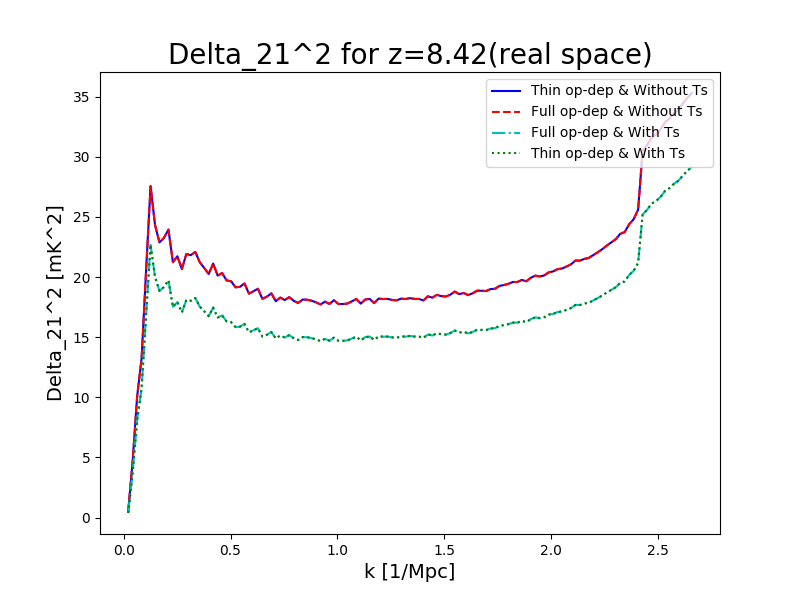 Delta_21^2 for z=8.42(real space)
Thin op-dep & Without Ts
Full op-dep & Without Ts
Full op-dep & With Ts
Thin op-dep & With Ts
Delta_21^2 [mK^2]
35
30
25
20
15
10
5
0
0.0 0.5 1.0 1.5 2.0 2.5
k [1/Mpc]